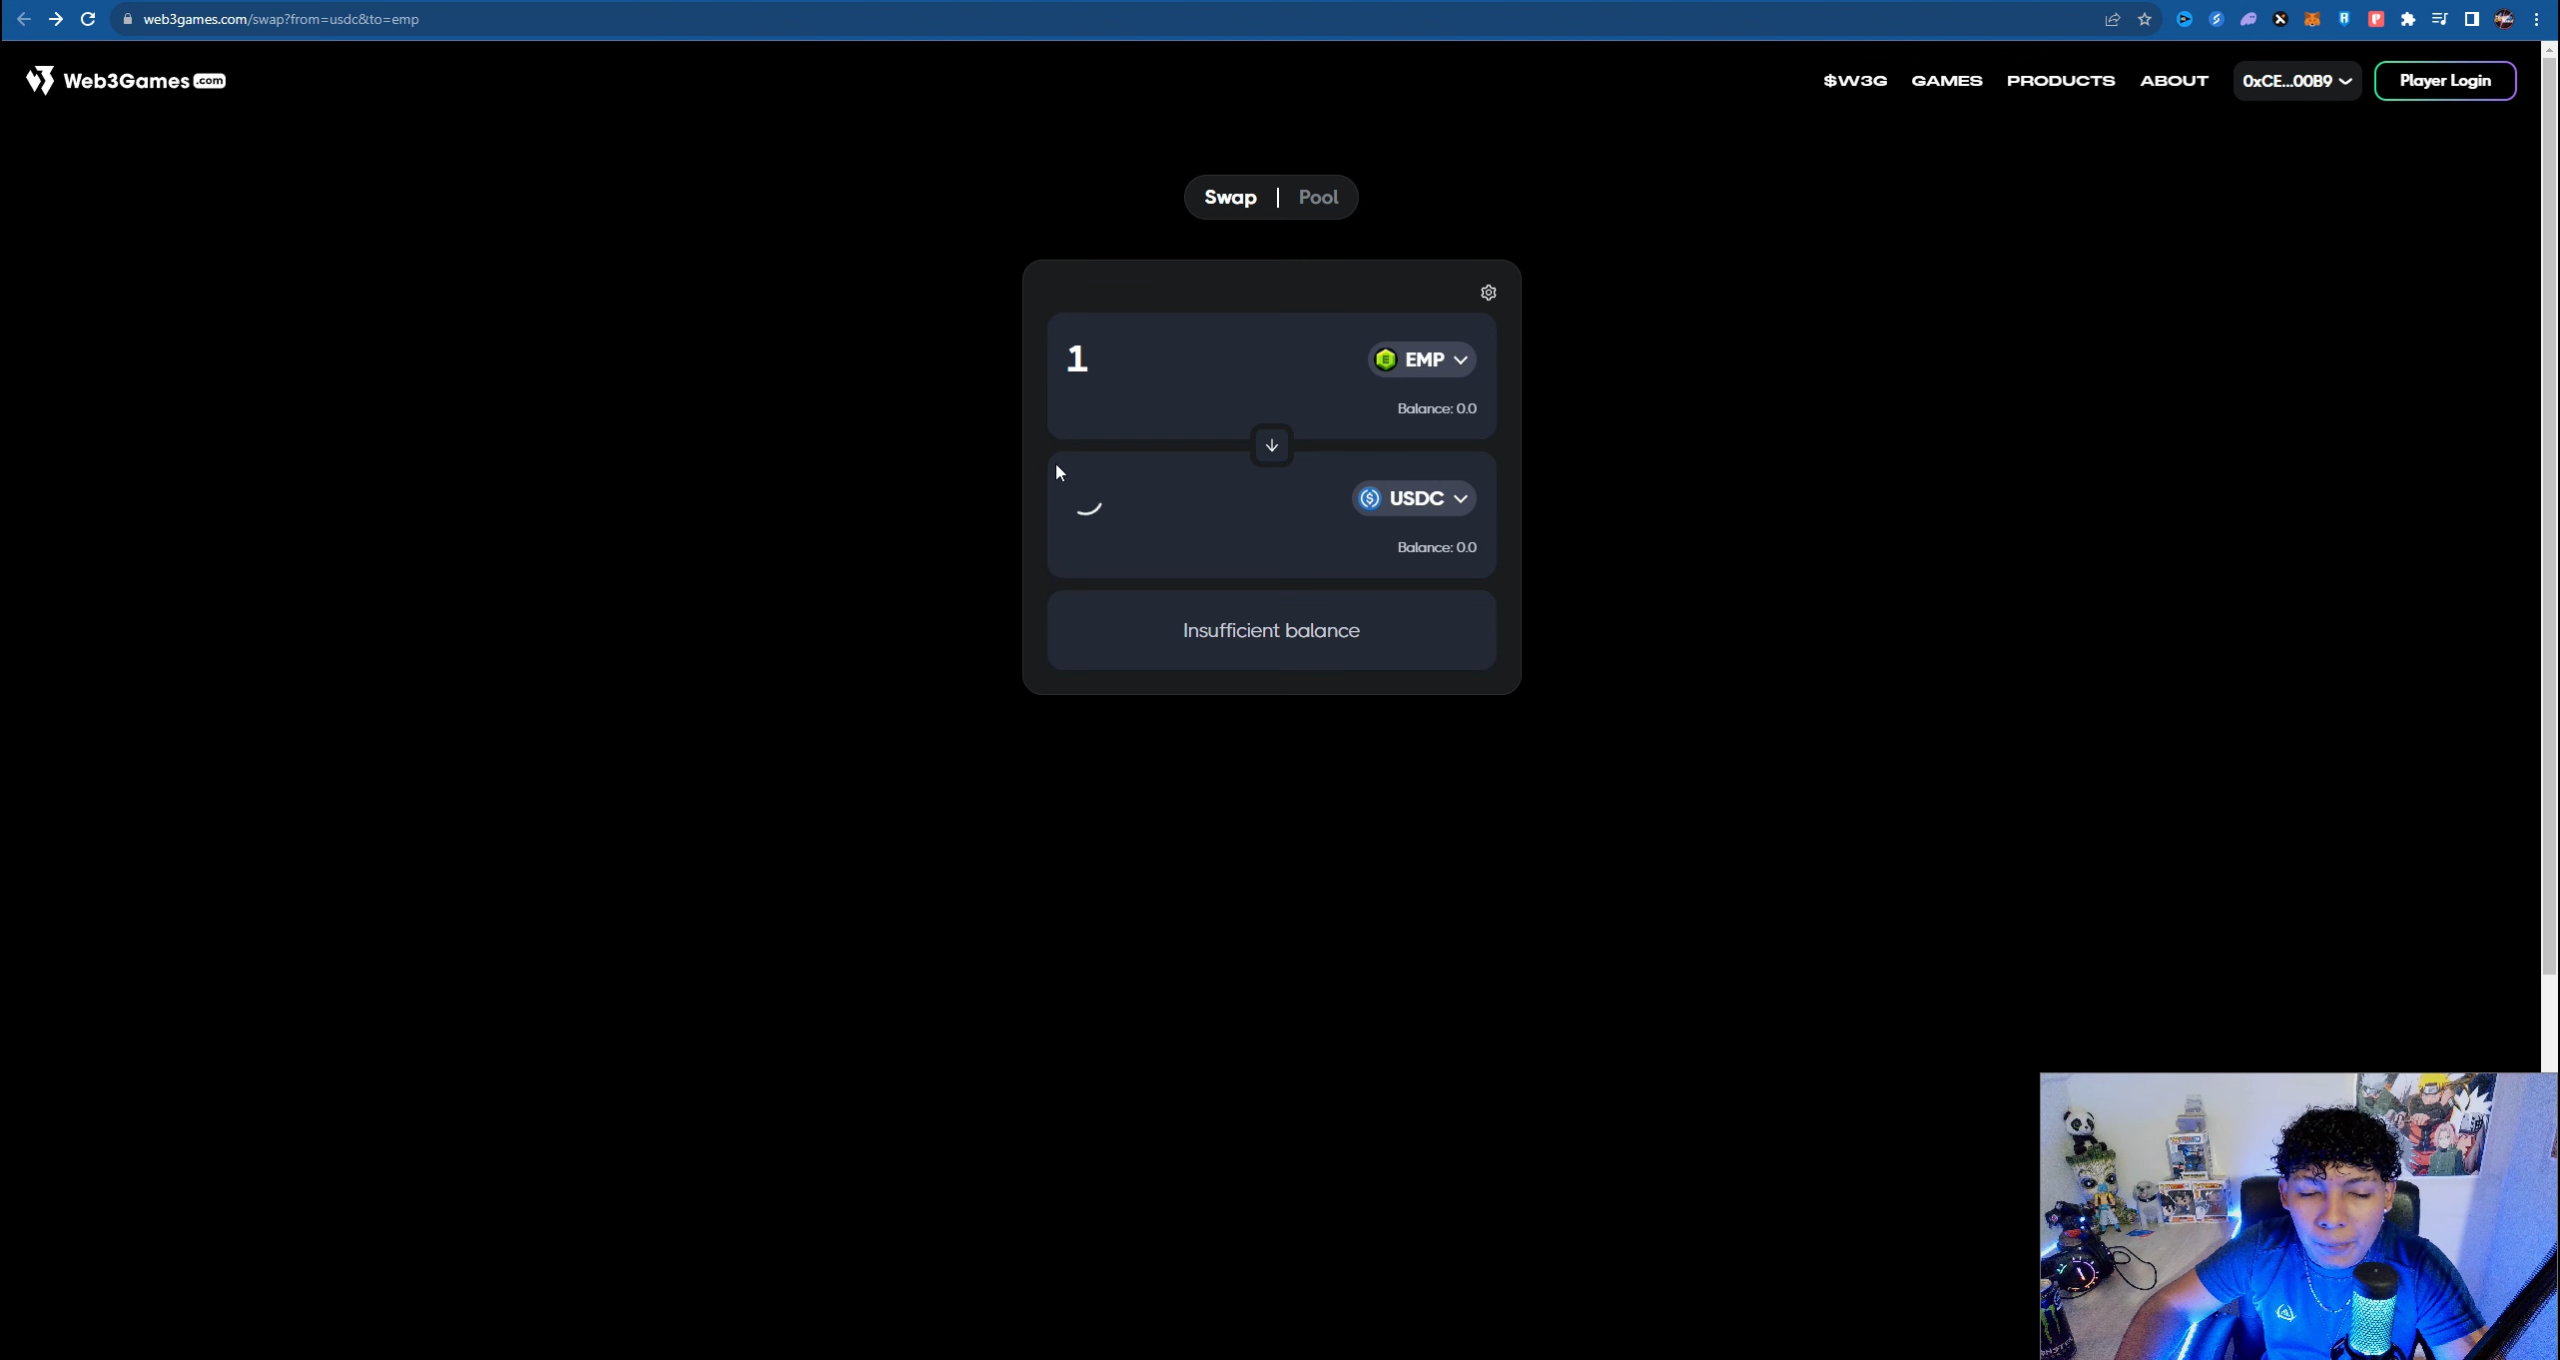 web3games.com/swap?from=usdc&to=emp
Web3Games.com
$W3G GAMES PRODUCTS ABOUT 0xCE...00B9 Player Login
Swap | Pool
1 EMP
Balance: 0.0
USDC
Balance: 0.0
Insufficient balance